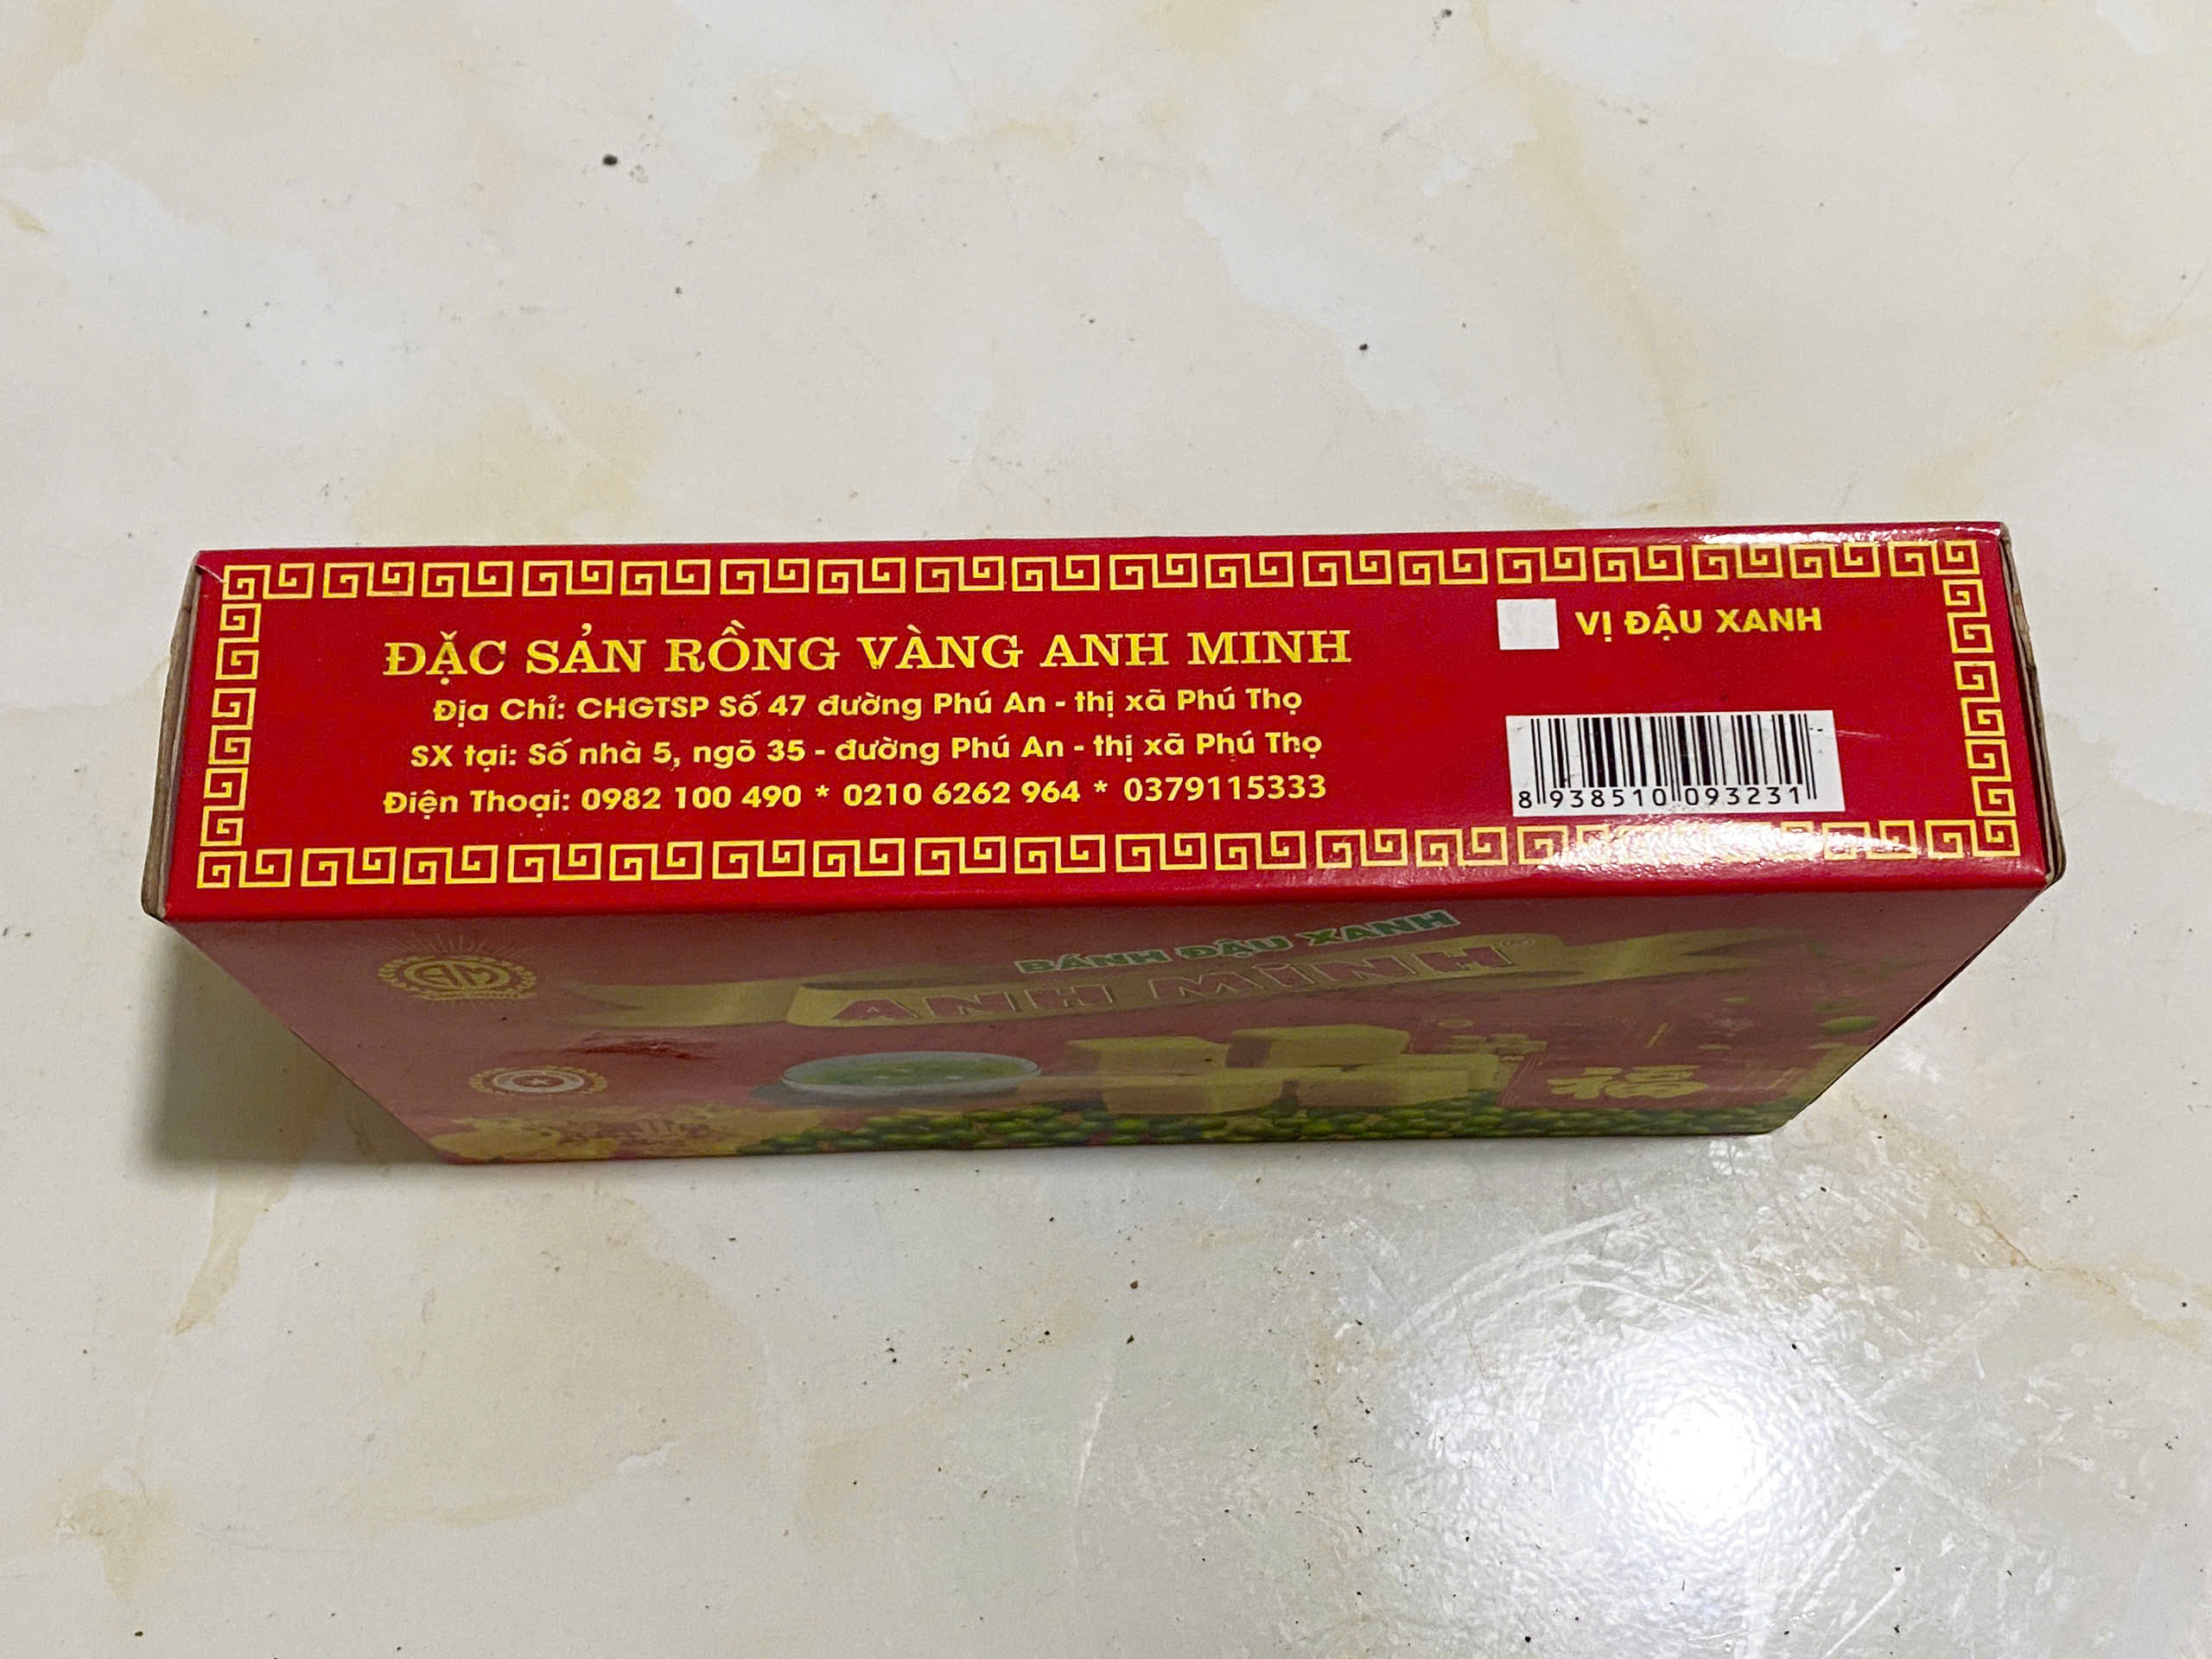 ĐẶC SẢN RỒNG VÀNG ANH MINH
Địa Chỉ: CHGTSP Số 47 đường Phú An - thị xã Phú Thọ
SX tại: Số nhà 5, ngõ 35 - đường Phú An - thị xã Phú Thọ
Điện Thoại: 0982 100 490 * 0210 6262 964 * 0379115333
VỊ ĐẬU XANH
8 938510 093231
BÁNH ĐẬU XANH
ANH MINH
福